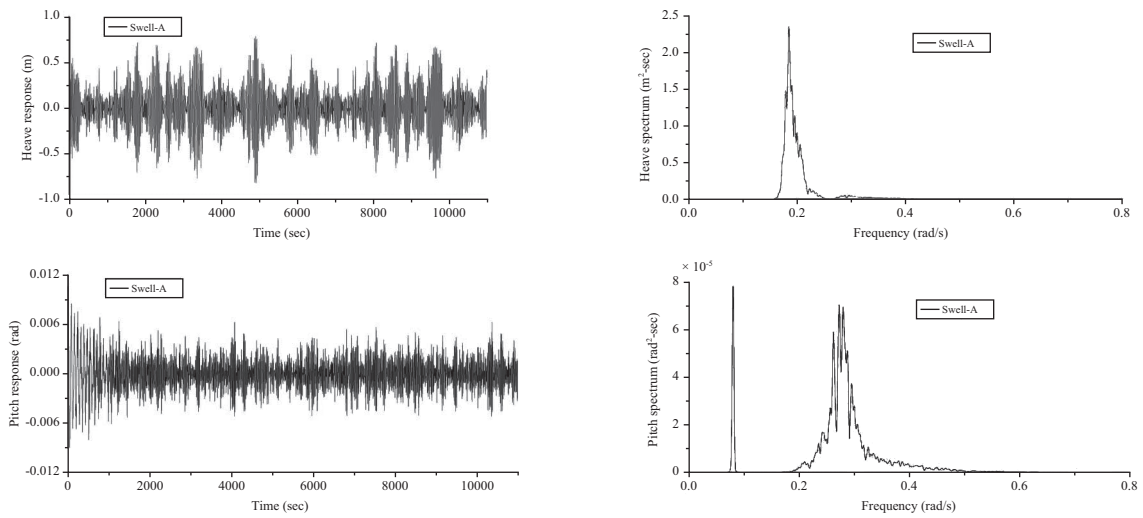 Swell-A
1.0
0.5
0.0
-0.5
-1.0
Heave response (m)
0 2000 4000 6000 8000 10000
Time (sec)
Swell-A
2.5
2.0
1.5
1.0
0.5
0.0
Heave spectrum (m²-sec)
0.0 0.2 0.4 0.6 0.8
Frequency (rad/s)
Swell-A
0.012
0.006
0.000
-0.006
-0.012
Pitch response (rad)
0 2000 4000 6000 8000 10000
Time (sec)
× 10⁻⁵
Swell-A
8
6
4
2
0
Pitch spectrum (rad²-sec)
0.0 0.2 0.4 0.6 0.8
Frequency (rad/s)